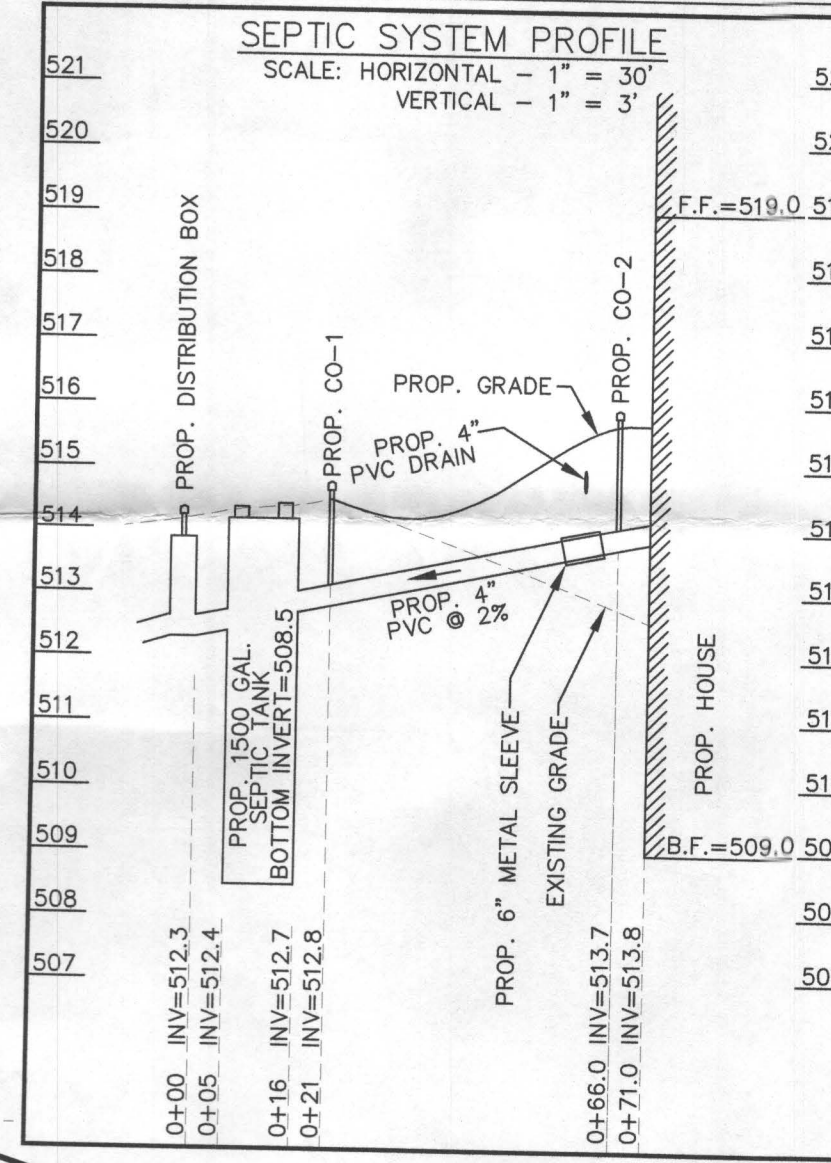 SEPTIC SYSTEM PROFILE
SCALE: HORIZONTAL - 1" = 30'
VERTICAL - 1" = 3'
521
520
519
518
517
516
515
514
513
512
511
510
509
508
507
F.F.=519.0
B.F.=509.0
PROP. DISTRIBUTION BOX
PROP. CO-1
PROP. CO-2
PROP. GRADE
PROP. 4"
PVC DRAIN
PROP. 4"
PVC @ 2%
PROP. 1500 GAL.
SEPTIC TANK
BOTTOM INVERT=508.5
PROP. 6" METAL SLEEVE
EXISTING GRADE
PROP. HOUSE
0+00 INV=512.3
0+05 INV=512.4
0+16 INV=512.7
0+21 INV=512.8
0+66.0 INV=513.7
0+71.0 INV=513.8